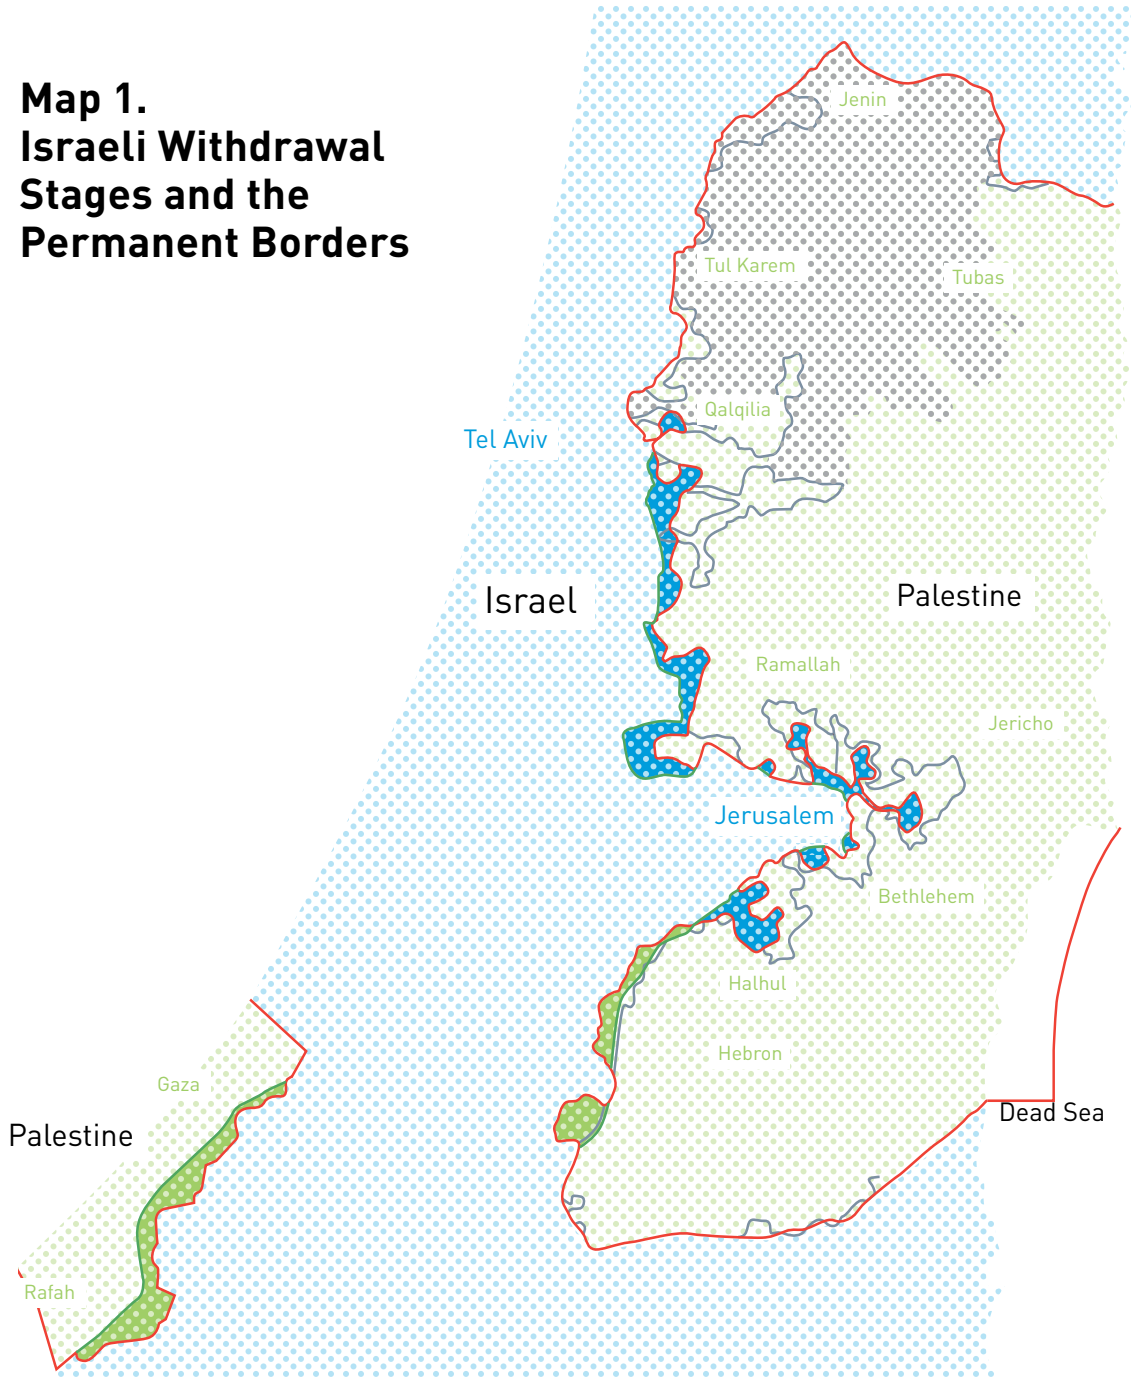 Map 1.
Israeli Withdrawal
Stages and the
Permanent Borders
Jenin
Tul Karem
Tubas
Qalqilia
Tel Aviv
Israel
Palestine
Ramallah
Jericho
Jerusalem
Bethlehem
Halhul
Hebron
Gaza
Dead Sea
Palestine
Rafah